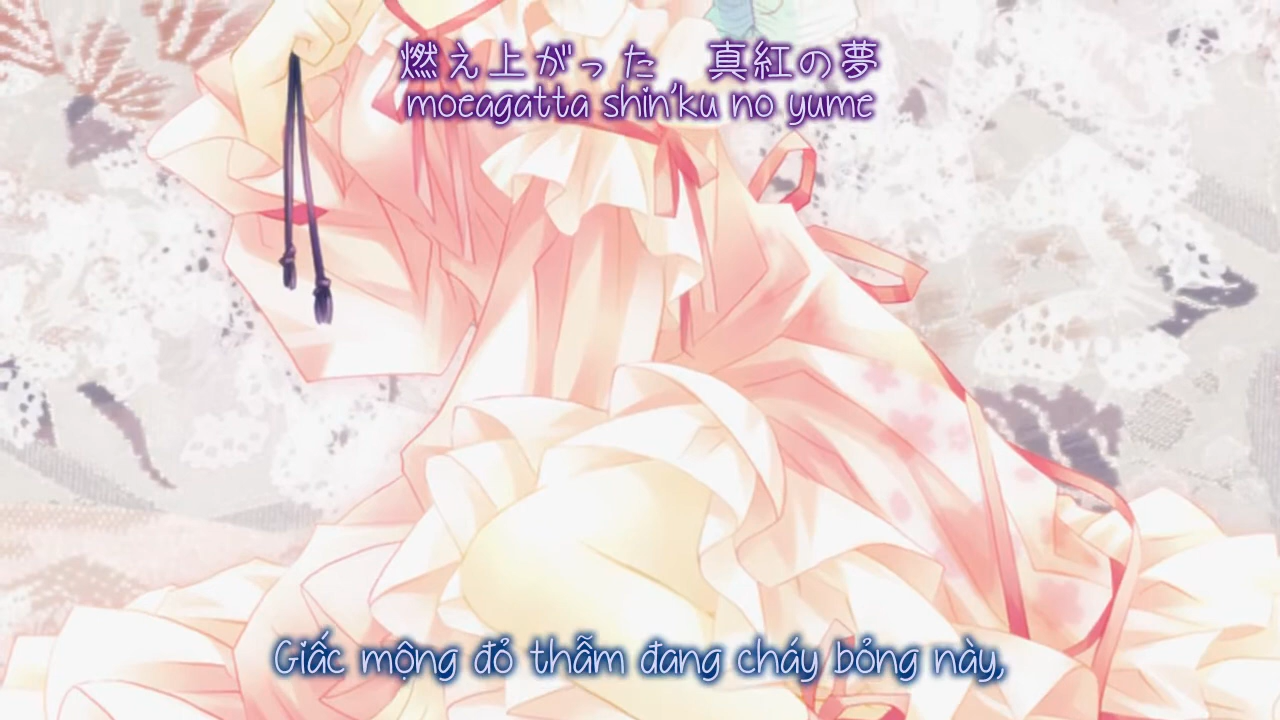 燃え上がった　真紅の夢
moeagatta shin'ku no yume
Giấc mộng đỏ thẫm đang cháy bỏng này,